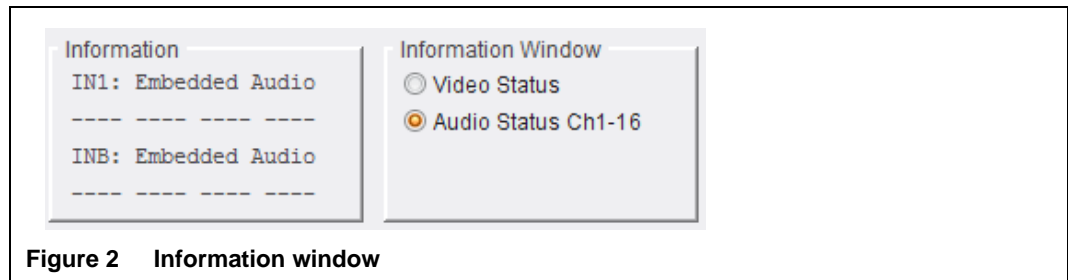 Information
IN1: Embedded Audio
---- ---- ---- ----
INB: Embedded Audio
---- ---- ---- ----
Information Window
Video Status
Audio Status Ch1-16
Figure 2 Information window